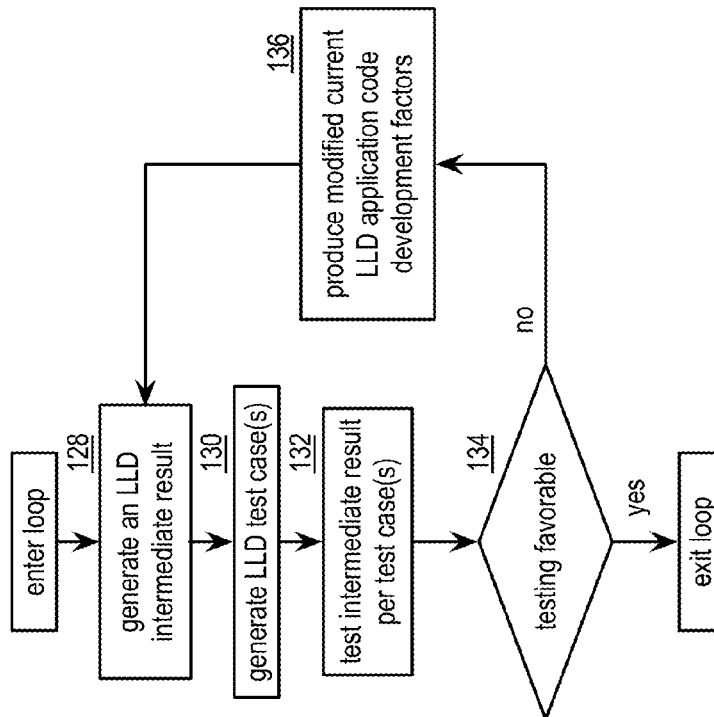 enter loop
128
generate an LLD
intermediate result
130
generate LLD test case(s)
132
test intermediate result
per test case(s)
134
testing favorable
no
yes
exit loop
136
produce modified current
LLD application code
development factors